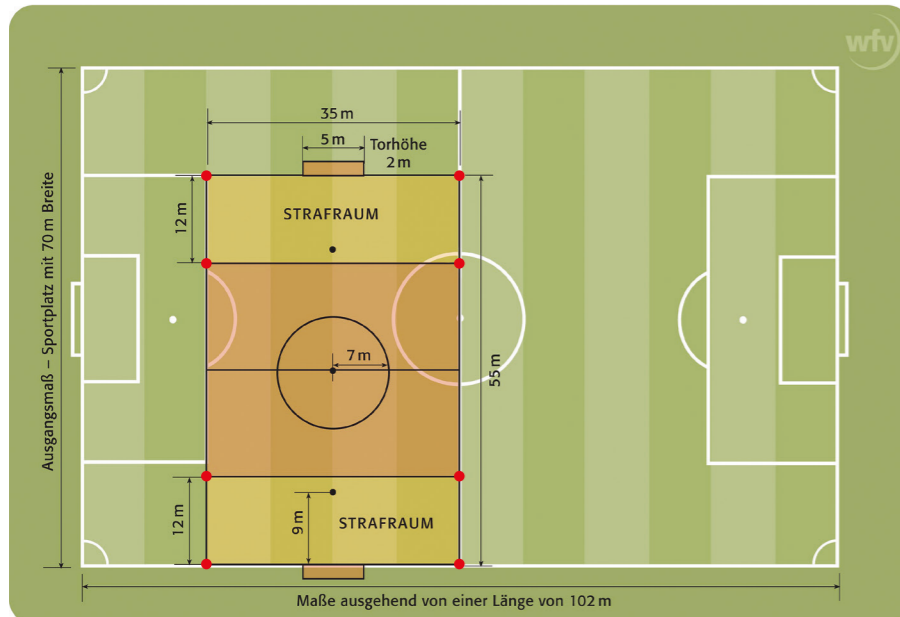 wfv
35 m
5 m
Torhöhe
2 m
12 m
STRAFRAUM
Ausgangsmaß – Sportplatz mit 70 m Breite
7 m
55 m
12 m
9 m
STRAFRAUM
Maße ausgehend von einer Länge von 102 m